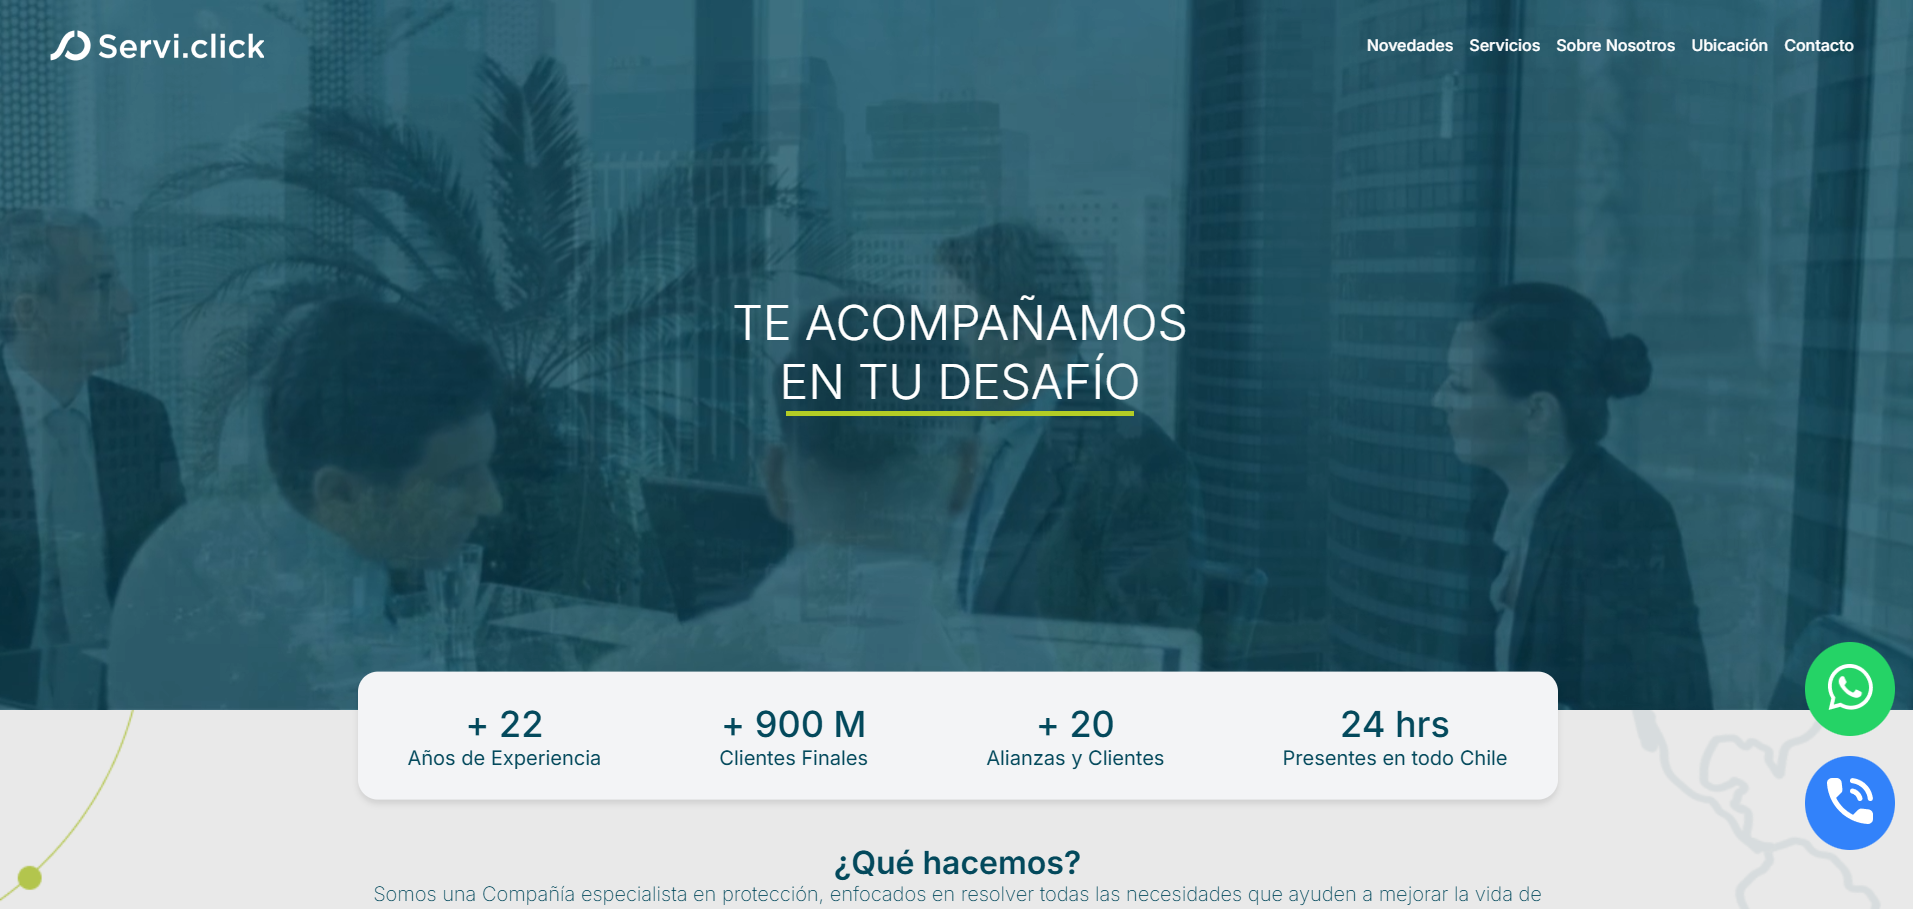 Servi.click
Novedades Servicios Sobre Nosotros Ubicación Contacto
TE ACOMPAÑAMOS
EN TU DESAFÍO
+ 22
Años de Experiencia
+ 900 M
Clientes Finales
+ 20
Alianzas y Clientes
24 hrs
Presentes en todo Chile
¿Qué hacemos?
Somos una Compañía especialista en protección, enfocados en resolver todas las necesidades que ayuden a mejorar la vida de